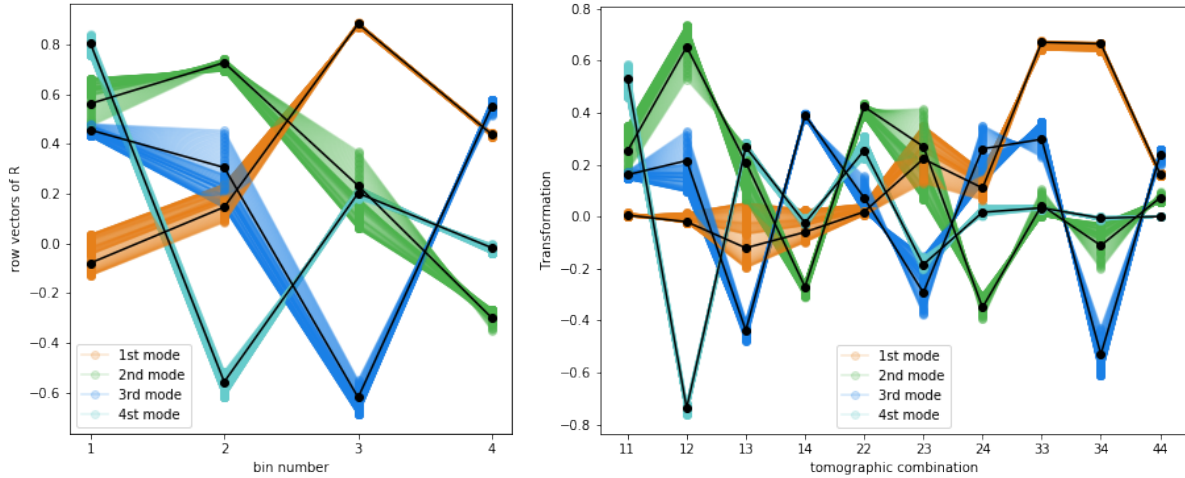 row vectors of R
0.8
0.6
0.4
0.2
0.0
−0.2
−0.4
−0.6
1st mode
2nd mode
3rd mode
4st mode
1 2 3 4
bin number
Transformation
0.8
0.6
0.4
0.2
0.0
−0.2
−0.4
−0.6
−0.8
1st mode
2nd mode
3rd mode
4st mode
11 12 13 14 22 23 24 33 34 44
tomographic combination